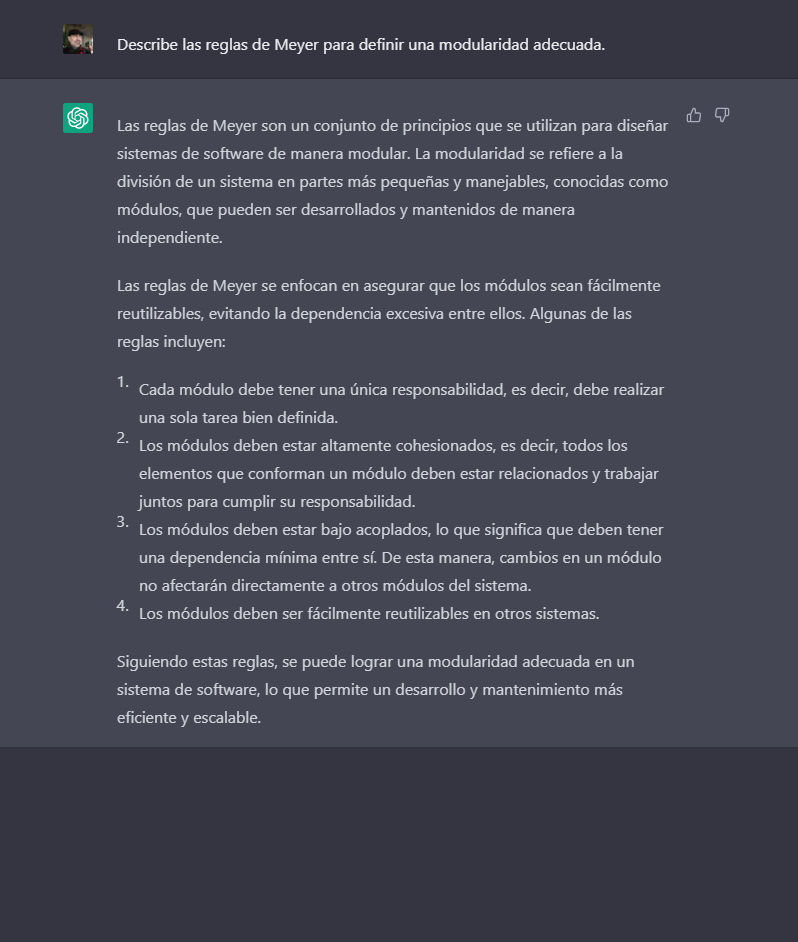 Describe las reglas de Meyer para definir una modularidad adecuada.
Las reglas de Meyer son un conjunto de principios que se utilizan para diseñar
sistemas de software de manera modular. La modularidad se refiere a la
división de un sistema en partes más pequeñas y manejables, conocidas como
módulos, que pueden ser desarrollados y mantenidos de manera
independiente.
Las reglas de Meyer se enfocan en asegurar que los módulos sean fácilmente
reutilizables, evitando la dependencia excesiva entre ellos. Algunas de las
reglas incluyen:
1. Cada módulo debe tener una única responsabilidad, es decir, debe realizar
una sola tarea bien definida.
2. Los módulos deben estar altamente cohesionados, es decir, todos los
elementos que conforman un módulo deben estar relacionados y trabajar
juntos para cumplir su responsabilidad.
3. Los módulos deben estar bajo acoplados, lo que significa que deben tener
una dependencia mínima entre sí. De esta manera, cambios en un módulo
no afectarán directamente a otros módulos del sistema.
4. Los módulos deben ser fácilmente reutilizables en otros sistemas.
Siguiendo estas reglas, se puede lograr una modularidad adecuada en un
sistema de software, lo que permite un desarrollo y mantenimiento más
eficiente y escalable.